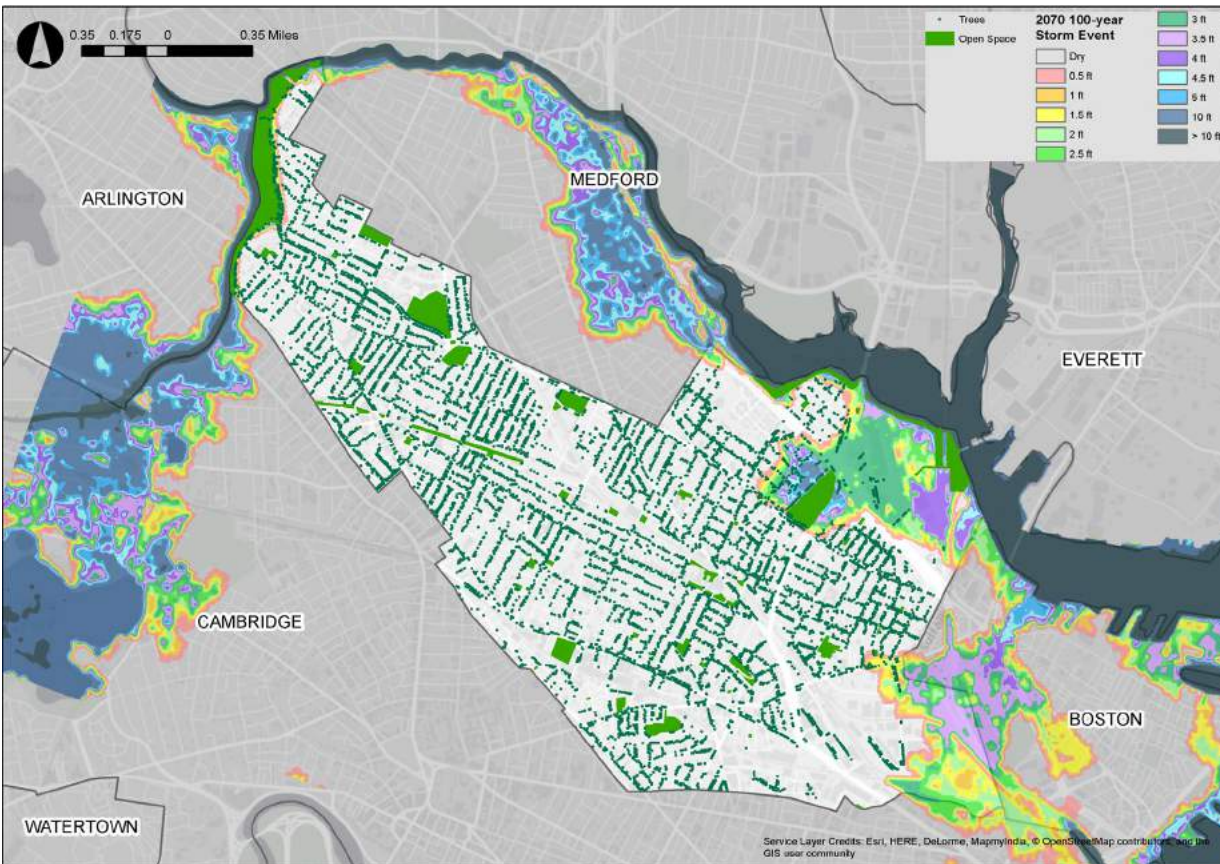 0.35 0.175 0 0.35 Miles
Trees
Open Space
2070 100-year
Storm Event
Dry
0.5 ft
1 ft
1.5 ft
2 ft
2.5 ft
3 ft
3.5 ft
4 ft
4.5 ft
5 ft
10 ft
> 10 ft
ARLINGTON
MEDFORD
EVERETT
CAMBRIDGE
BOSTON
WATERTOWN
Service Layer Credits: Esri, HERE, DeLorme, MapmyIndia, © OpenStreetMap contributors, and the
GIS user community